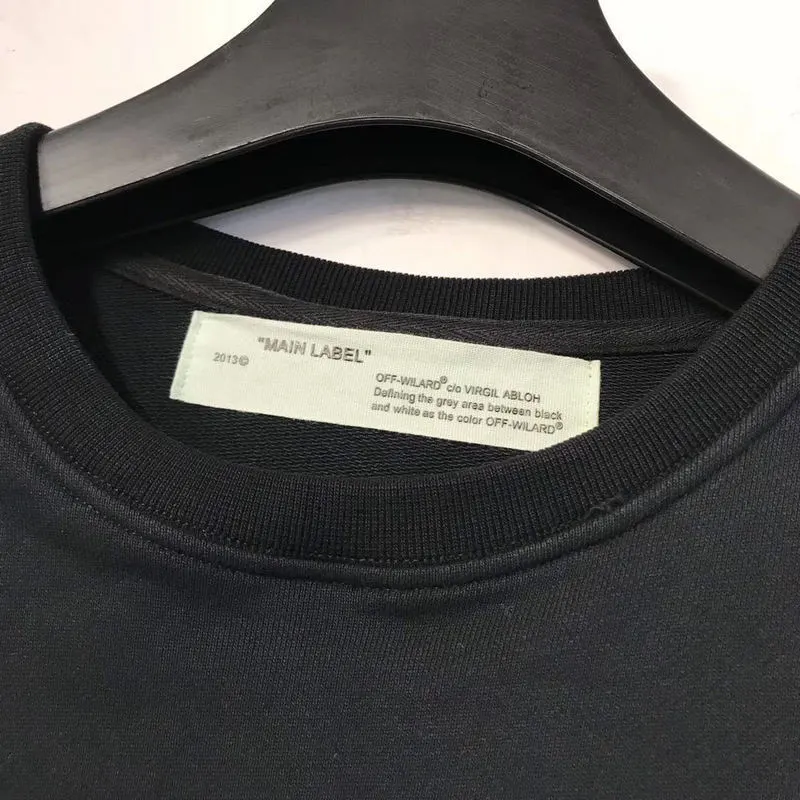 "MAIN LABEL"
2013©
OFF-WILARD® c/o VIRGIL ABLOH
Defining the grey area between black
and white as the color OFF-WILARD®